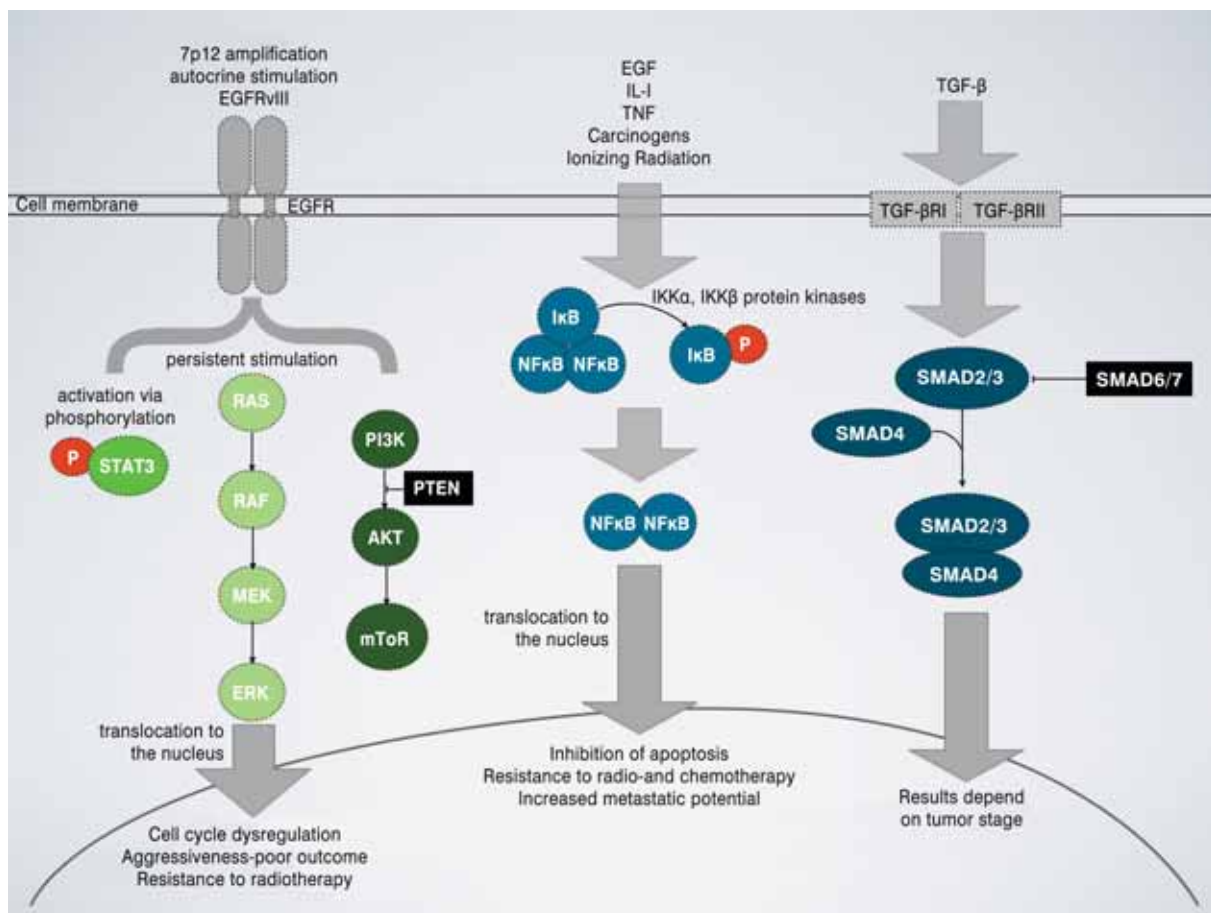 7p12 amplification
autocrine stimulation
EGFRvIII
Cell membrane
EGFR
persistent stimulation
activation via
phosphorylation
P
STAT3
RAS
RAF
MEK
ERK
PI3K
PTEN
AKT
mToR
translocation to
the nucleus
Cell cycle dysregulation
Aggressiveness-poor outcome
Resistance to radiotherapy
EGF
IL-I
TNF
Carcinogens
Ionizing Radiation
IKKα, IKKβ protein kinases
IκB
NFκB NFκB
IκB
P
NFκB NFκB
translocation to
the nucleus
Inhibition of apoptosis
Resistance to radio-and chemotherapy
Increased metastatic potential
TGF-β
TGF-βRI
TGF-βRII
SMAD2/3
SMAD6/7
SMAD4
SMAD2/3
SMAD4
Results depend
on tumor stage